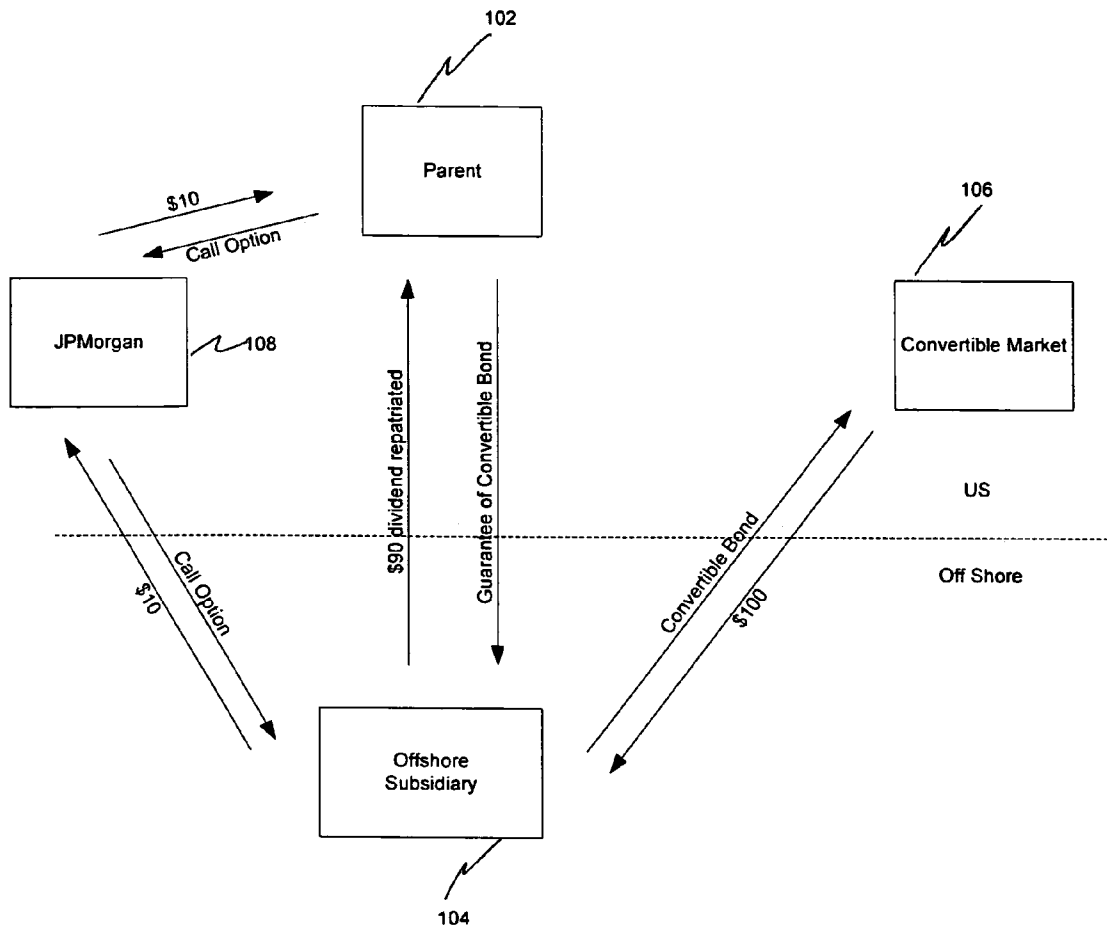 102
Parent
106
$10
Call Option
JPMorgan
108
Convertible Market
$90 dividend repatriated
Guarantee of Convertible Bond
US
Convertible Bond
$100
Off Shore
Call Option
$10
Offshore
Subsidiary
104